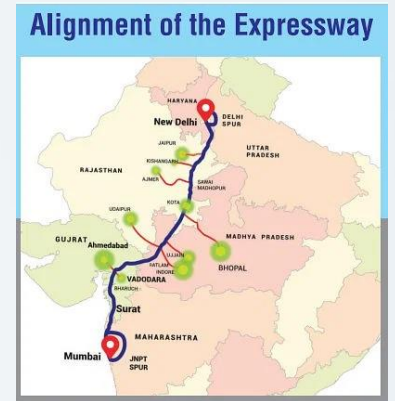 Alignment of the Expressway
HARYANA
New Delhi
DELHI
SPUR
JAIPUR
UTTAR
PRADESH
KISHANGARH
RAJASTHAN
AJMER
SAWAI
MADHOPUR
KOTA
UDAIPUR
GUJRAT
MADHYA PRADESH
Ahmedabad
UJJAIN
RATLAM
INDORE
BHOPAL
VADODARA
BHARUCH
Surat
MAHARASHTRA
Mumbai
JNPT
SPUR